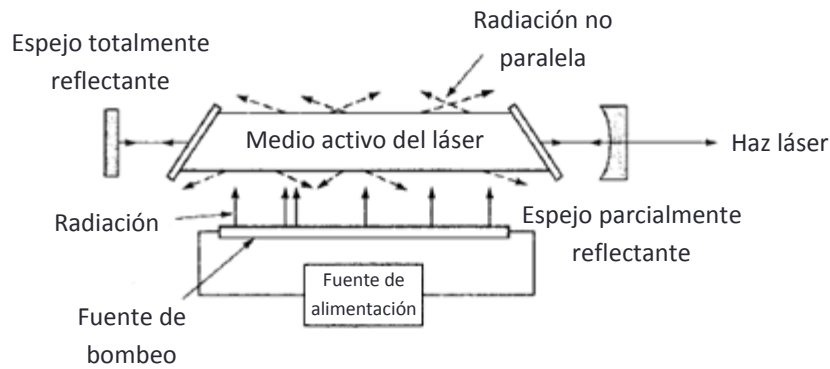 Radiación no
paralela
Espejo totalmente
reflectante
Medio activo del láser
Haz láser
Radiación
Espejo parcialmente
reflectante
Fuente de
alimentación
Fuente de
bombeo